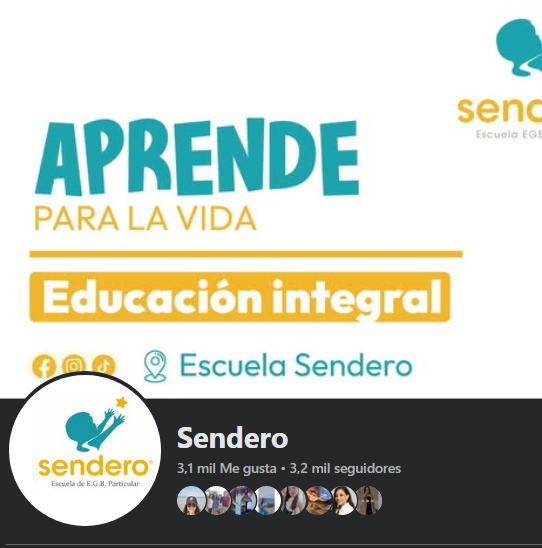 send
Escuela EGB
APRENDE
PARA LA VIDA
Educación integral
Escuela Sendero
sendero®
Escuela de E.G.B. Particular
Sendero
3,1 mil Me gusta • 3,2 mil seguidores